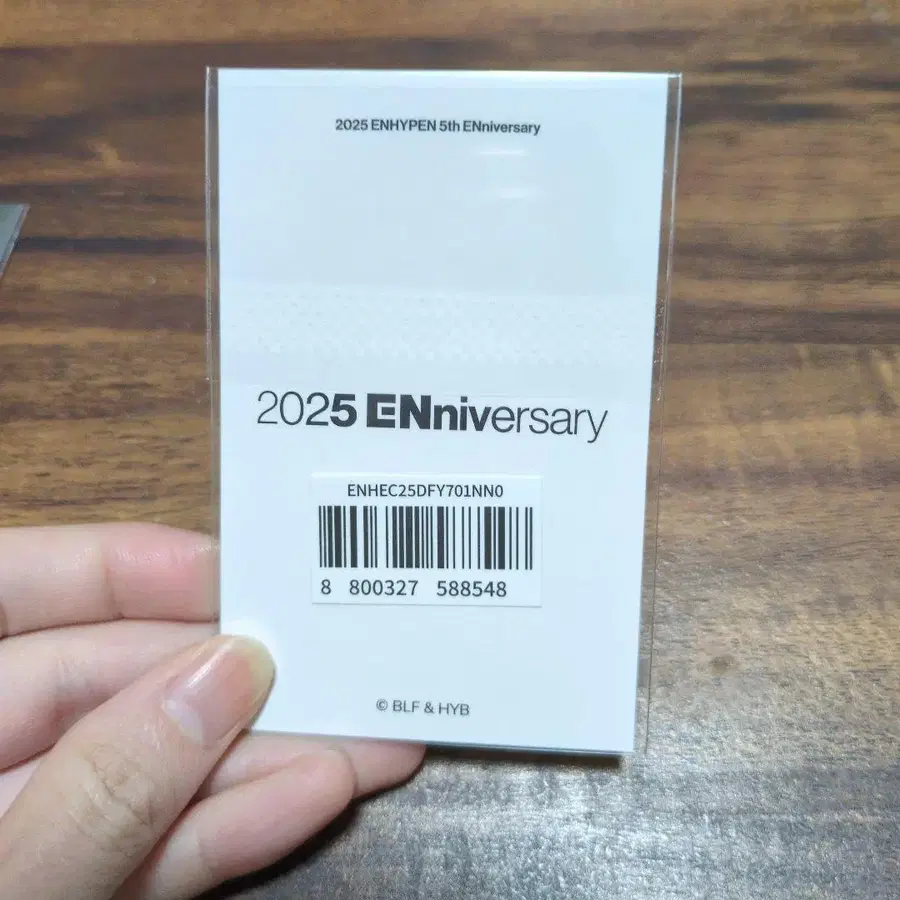 2025 ENHYPEN 5th ENniversary
2025 ENniversary
ENHEC25DFY701NN0
8 800327 588548
© BLF & HYB